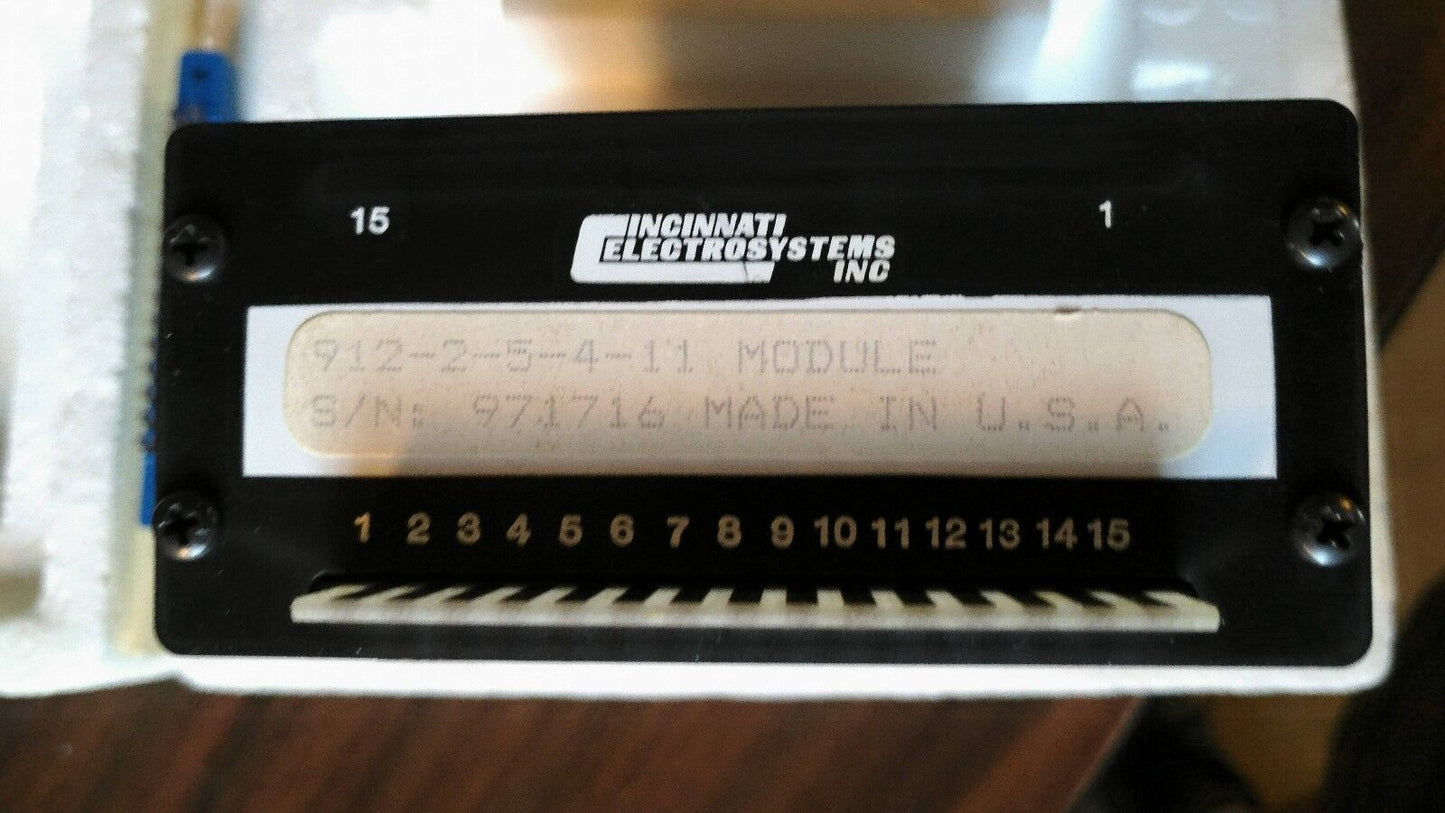 15
1
CINCINNATI
ELECTROSYSTEMS
INC
912-2-5-4-11 MODULE
S/N: 971716 MADE IN U.S.A.
1 2 3 4 5 6 7 8 9 10 11 12 13 14 15